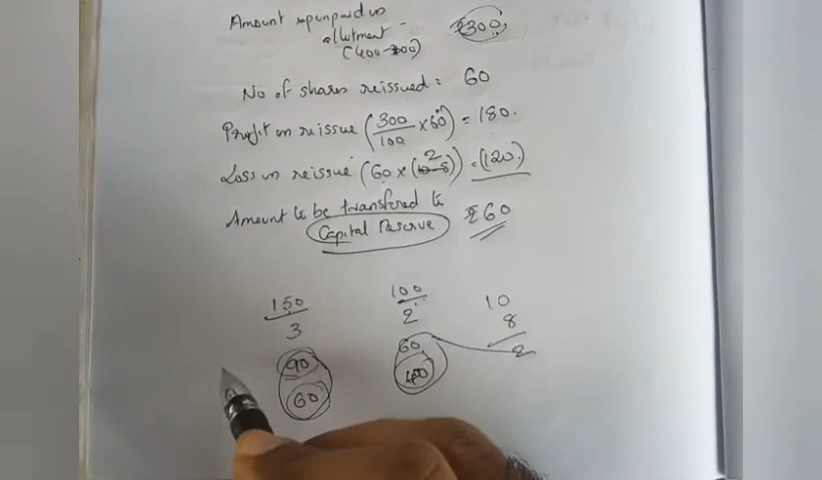 Amount unpaid on
allotment -
(400-100) ₹300
No of shares reissued = 60
Profit on reissue (300/100 × 60) = 180.
2
Loss on reissue (60 × (10-8)) = (120)
Amount to be transferred to
Capital Reserve ₹60
150 100 10
3 2 8
90 60 2
60 40